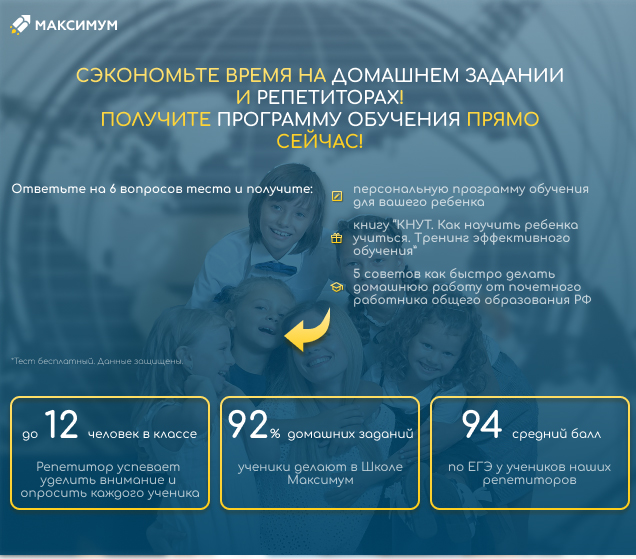 МАКСИМУМ
СЭКОНОМЬТЕ ВРЕМЯ НА ДОМАШНЕМ ЗАДАНИИ
И РЕПЕТИТОРАХ!
ПОЛУЧИТЕ ПРОГРАММУ ОБУЧЕНИЯ ПРЯМО
СЕЙЧАС!
Ответьте на 6 вопросов теста и получите:
персональную программу обучения
для вашего ребенка
книгу "КНУТ. Как научить ребенка
учиться. Тренинг эффективного
обучения"
5 советов как быстро делать
домашнюю работу от почетного
работника общего образования РФ
*Тест бесплатный. Данные защищены.
до 12 человек в классе
Репетитор успевает
уделить внимание и
опросить каждого ученика
92% домашних заданий
ученики делают в Школе
Максимум
94 средний балл
по ЕГЭ у учеников наших
репетиторов